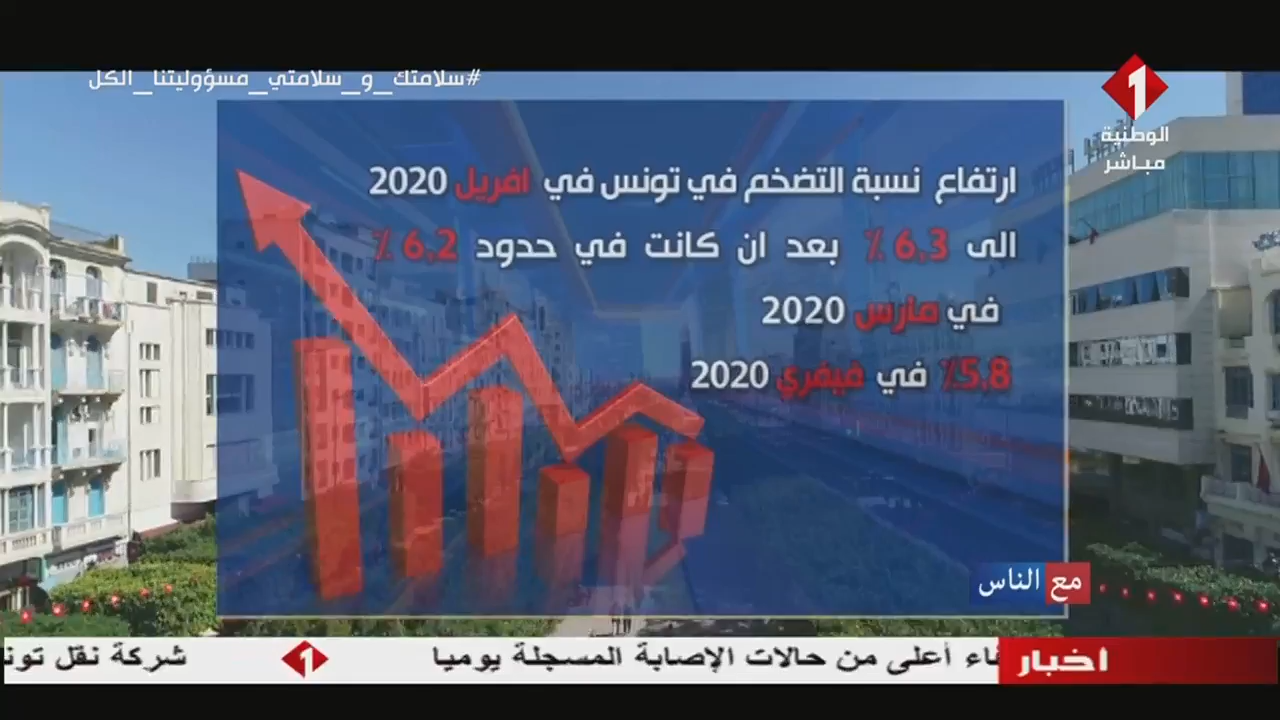 #سلامتك_و_سلامتي_مسؤوليتنا_الكل
1
الوطنية
مباشر
ارتفاع نسبة التضخم في تونس في افريل 2020
الى 6,3 ٪ بعد ان كانت في حدود 6,2 ٪
في مارس 2020
5,8٪ في فيفري 2020
مع الناس
اخبار
أعلى من حالات الإصابة المسجلة يوميا
1
شركة نقل